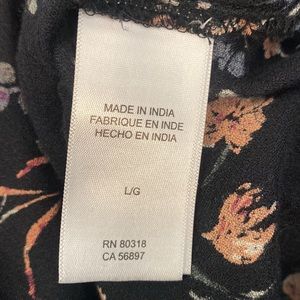 MADE IN INDIA
FABRIQUE EN INDE
HECHO EN INDIA
L/G
RN 80318
CA 56897